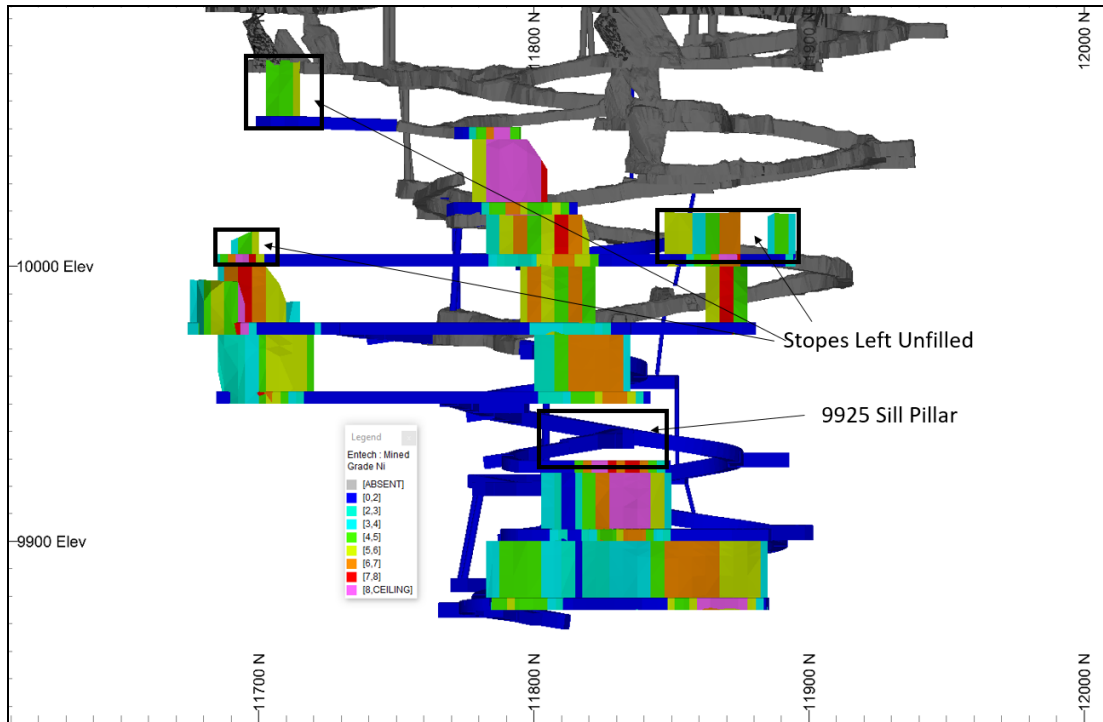 11700 N
11800 N
11900 N
12000 N
10000 Elev
Stopes Left Unfilled
9925 Sill Pillar
Legend
Entech : Mined
Grade Ni
[ABSENT]
[0,2]
[2,3]
[3,4]
[4,5]
[5,6]
[6,7]
[7,8]
[8,CEILING]
9900 Elev
11700 N
11800 N
11900 N
12000 N